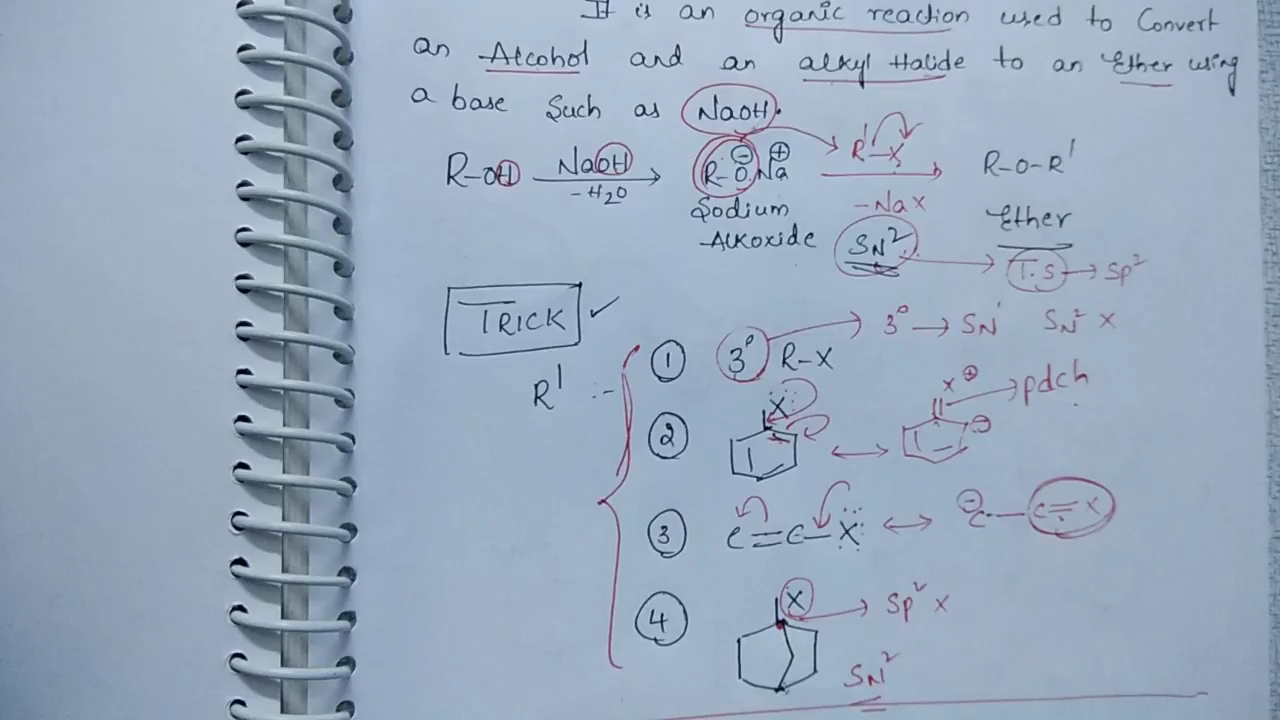 It is an organic reaction used to Convert
an Alcohol and an alkyl Halide to an Ether using
a base Such as NaOH.
R-OH NaOH -H2O R-O⊖ Na⊕ R'-X -NaX R-O-R'
Sodium Alkoxide SN2 Ether
T.S → Sp2
TRICK ✓
R' :-
① 3° R-X 3° → SN' SN2 X
② X ↔ X⊕ ⊖ → pdch
③ C=C-X ↔ ⊖C-C=X
④ X → Sp2 x
SN2